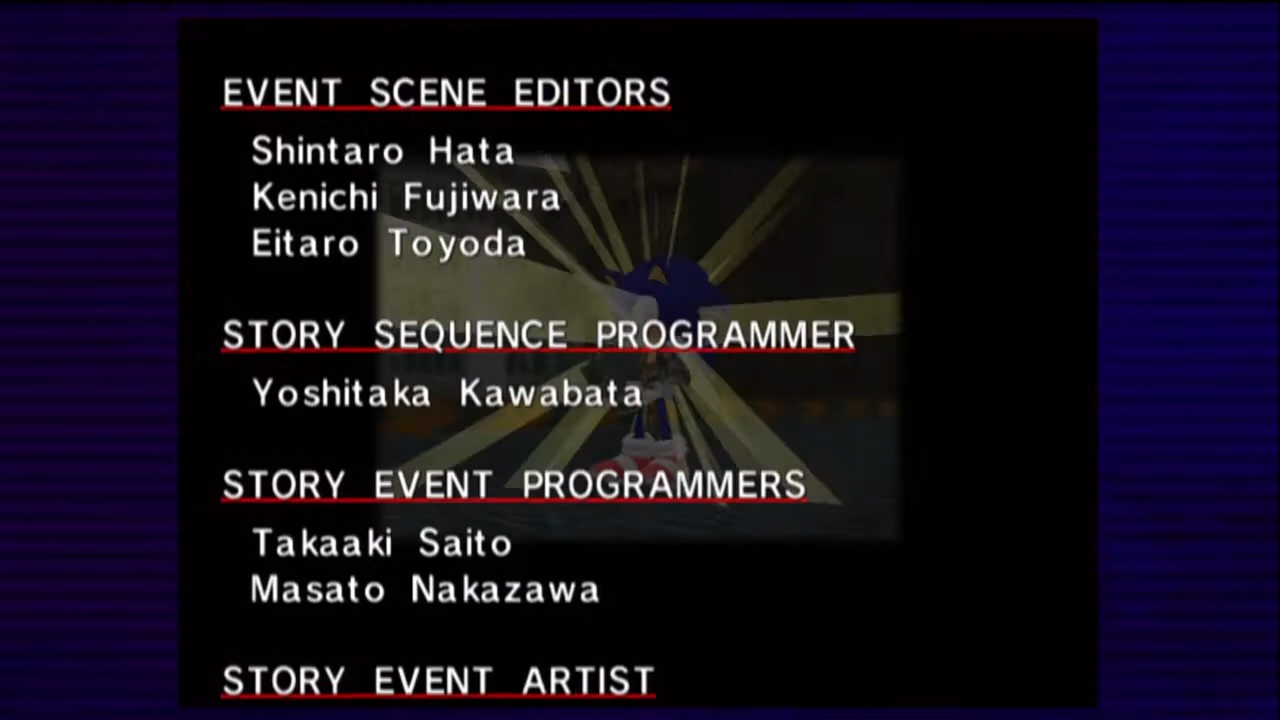 EVENT SCENE EDITORS
Shintaro Hata
Kenichi Fujiwara
Eitaro Toyoda
STORY SEQUENCE PROGRAMMER
Yoshitaka Kawabata
STORY EVENT PROGRAMMERS
Takaaki Saito
Masato Nakazawa
STORY EVENT ARTIST